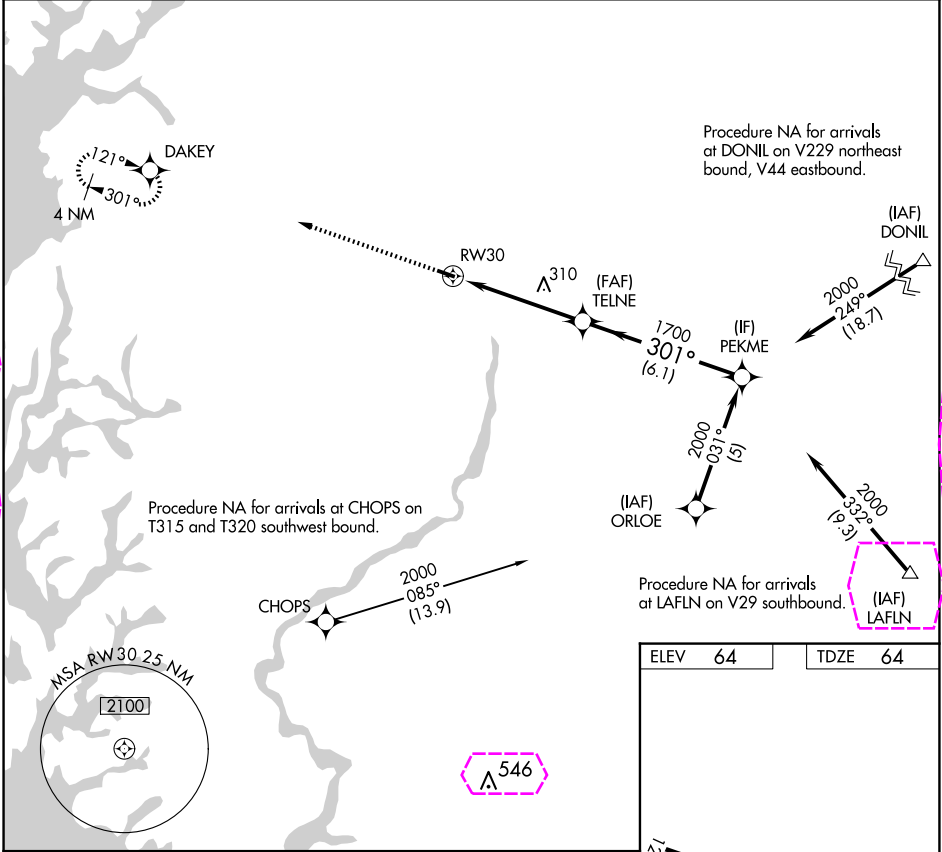 DAKEY
121°
301°
4 NM
Procedure NA for arrivals
at DONIL on V229 northeast
bound, V44 eastbound.
(IAF)
DONIL
2000
249°
(18.7)
RW30
310
(FAF)
TELNE
1700
301°
(6.1)
(IF)
PEKME
2000
031°
(5)
(IAF)
ORLOE
2000
332°
(9.3)
Procedure NA for arrivals at CHOPS on
T315 and T320 southwest bound.
CHOPS
2000
085°
(13.9)
Procedure NA for arrivals
at LAFLN on V29 southbound.
(IAF)
LAFLN
MSA RW30 25 NM
2100
546
ELEV 64
TDZE 64
12